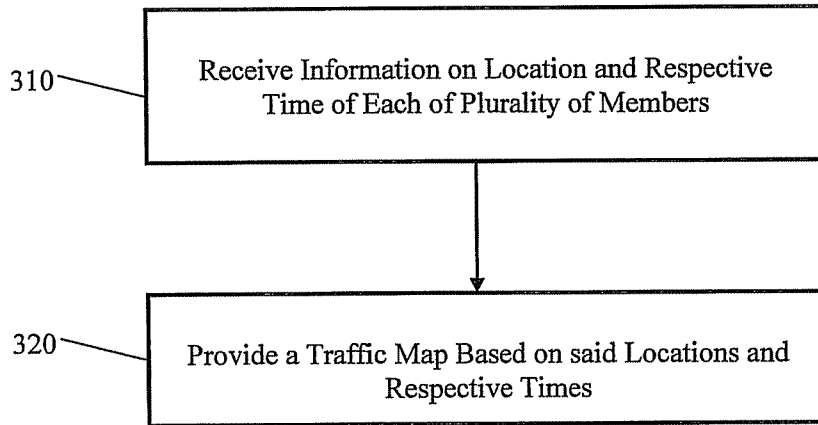 310
Receive Information on Location and Respective
Time of Each of Plurality of Members
320
Provide a Traffic Map Based on said Locations and
Respective Times